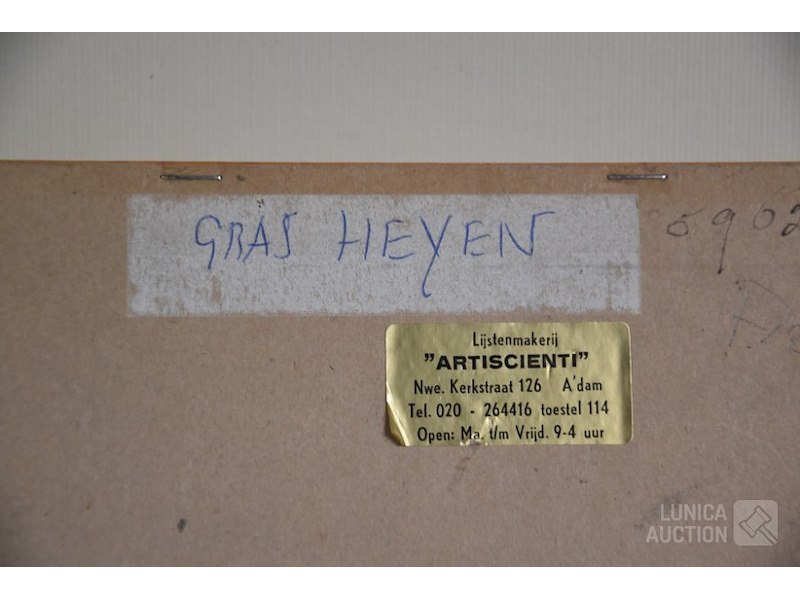 GRAS HEYEN
5902
Lijstenmakerij
"ARTISCIENTI"
Nwe. Kerkstraat 126 A'dam
Tel. 020 - 264416 toestel 114
Open: Ma. t/m Vrijd. 9-4 uur
LUNICA
AUCTION